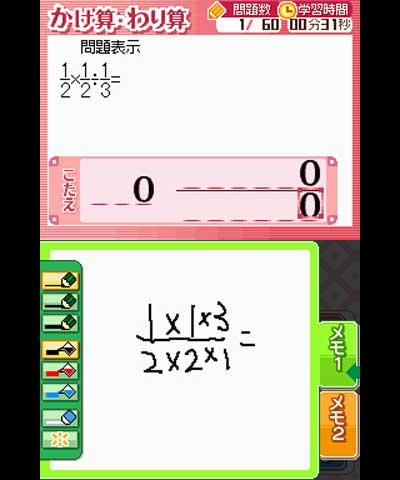 かけ算・わり算
問題数 学習時間
1/ 60 00分31秒
問題表示
1/2×1/2÷1/3=
こたえ 0 0/0
1×1×3/2×2×1=
メモ1
メモ2